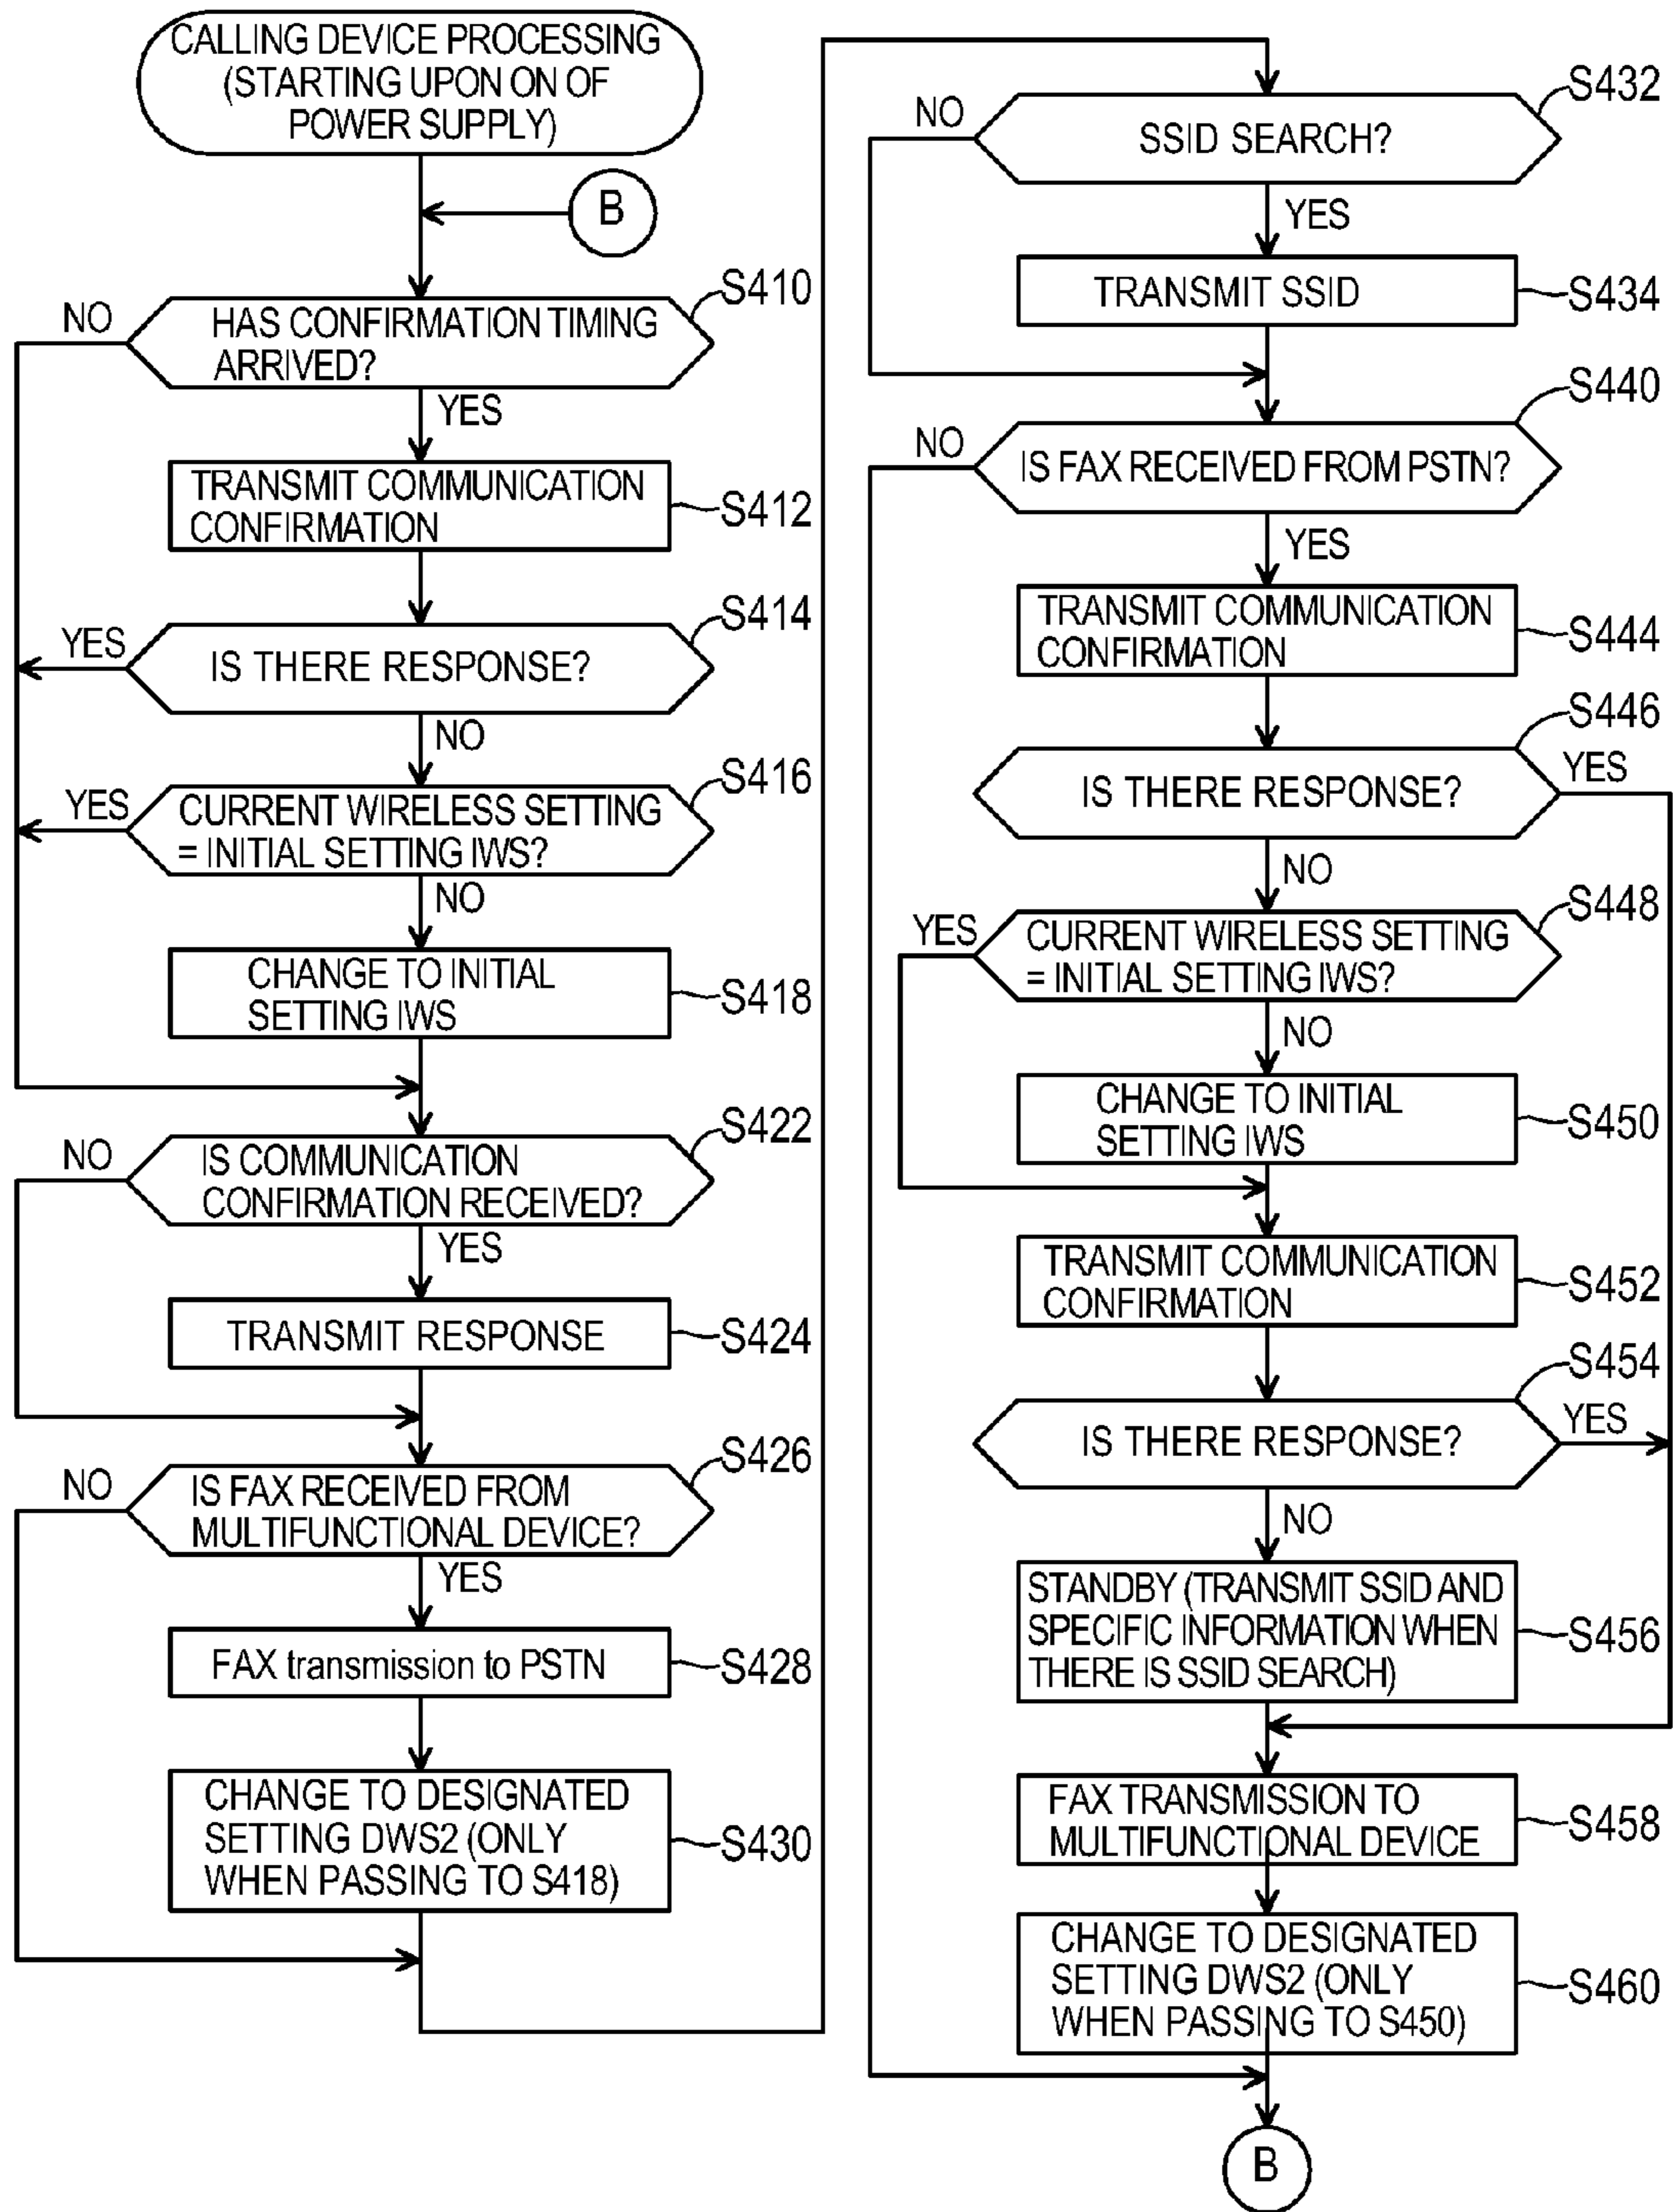 CALLING DEVICE PROCESSING
(STARTING UPON ON OF
POWER SUPPLY)
B
S410
NO
HAS CONFIRMATION TIMING
ARRIVED?
YES
TRANSMIT COMMUNICATION
CONFIRMATION
S412
S414
YES
IS THERE RESPONSE?
NO
S416
YES
CURRENT WIRELESS SETTING
= INITIAL SETTING IWS?
NO
CHANGE TO INITIAL
SETTING IWS
S418
S422
NO
IS COMMUNICATION
CONFIRMATION RECEIVED?
YES
TRANSMIT RESPONSE
S424
S426
NO
IS FAX RECEIVED FROM
MULTIFUNCTIONAL DEVICE?
YES
FAX transmission to PSTN
S428
CHANGE TO DESIGNATED
SETTING DWS2 (ONLY
WHEN PASSING TO S418)
S430
S432
NO
SSID SEARCH?
YES
TRANSMIT SSID
S434
S440
NO
IS FAX RECEIVED FROM PSTN?
YES
TRANSMIT COMMUNICATION
CONFIRMATION
S444
S446
YES
IS THERE RESPONSE?
NO
S448
YES
CURRENT WIRELESS SETTING
= INITIAL SETTING IWS?
NO
CHANGE TO INITIAL
SETTING IWS
S450
TRANSMIT COMMUNICATION
CONFIRMATION
S452
S454
YES
IS THERE RESPONSE?
NO
STANDBY (TRANSMIT SSID AND
SPECIFIC INFORMATION WHEN
THERE IS SSID SEARCH)
S456
FAX TRANSMISSION TO
MULTIFUNCTIONAL DEVICE
S458
CHANGE TO DESIGNATED
SETTING DWS2 (ONLY
WHEN PASSING TO S450)
S460
B